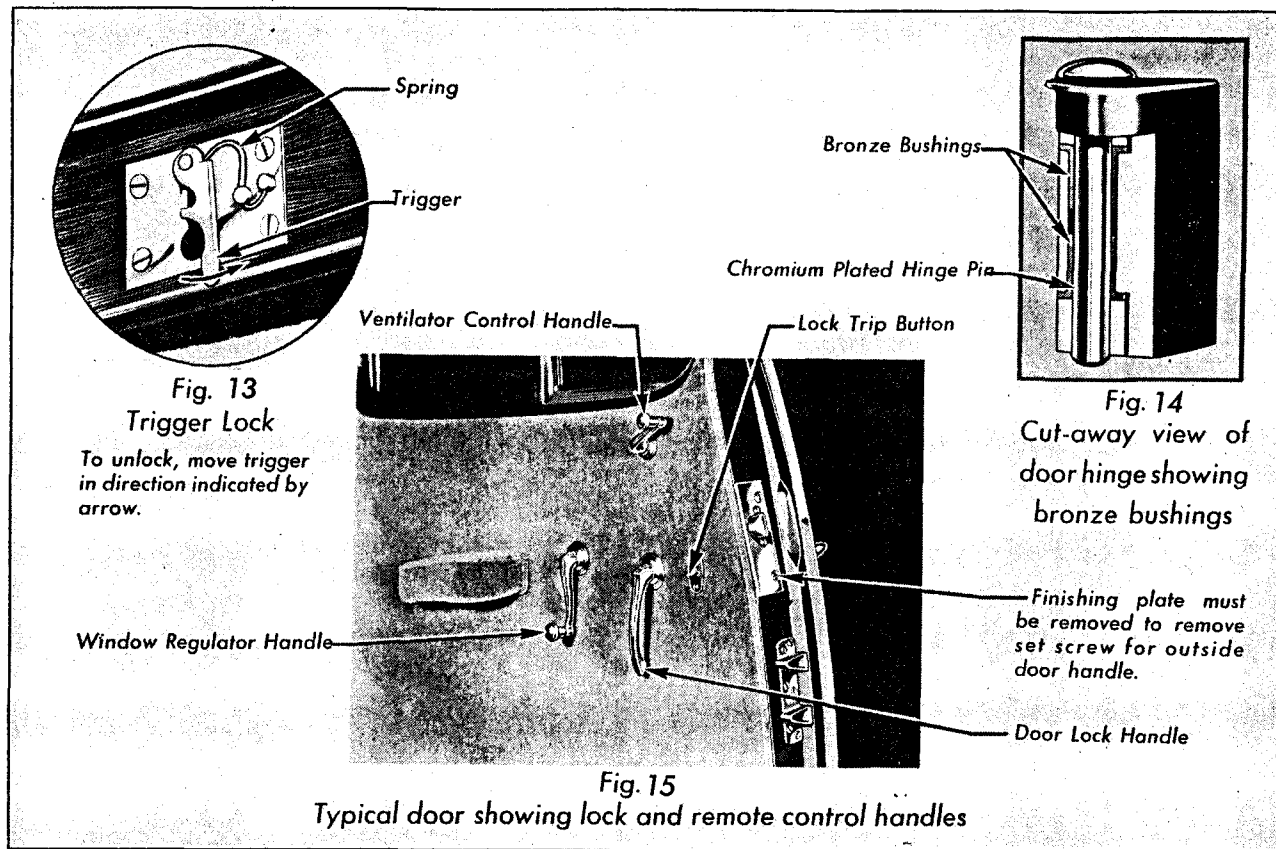 Spring
Trigger
Fig. 13
Trigger Lock
To unlock, move trigger
in direction indicated by
arrow.
Bronze Bushings
Chromium Plated Hinge Pin
Fig. 14
Cut-away view of
door hinge showing
bronze bushings
Ventilator Control Handle
Lock Trip Button
Window Regulator Handle
Finishing plate must
be removed to remove
set screw for outside
door handle.
Door Lock Handle
Fig. 15
Typical door showing lock and remote control handles